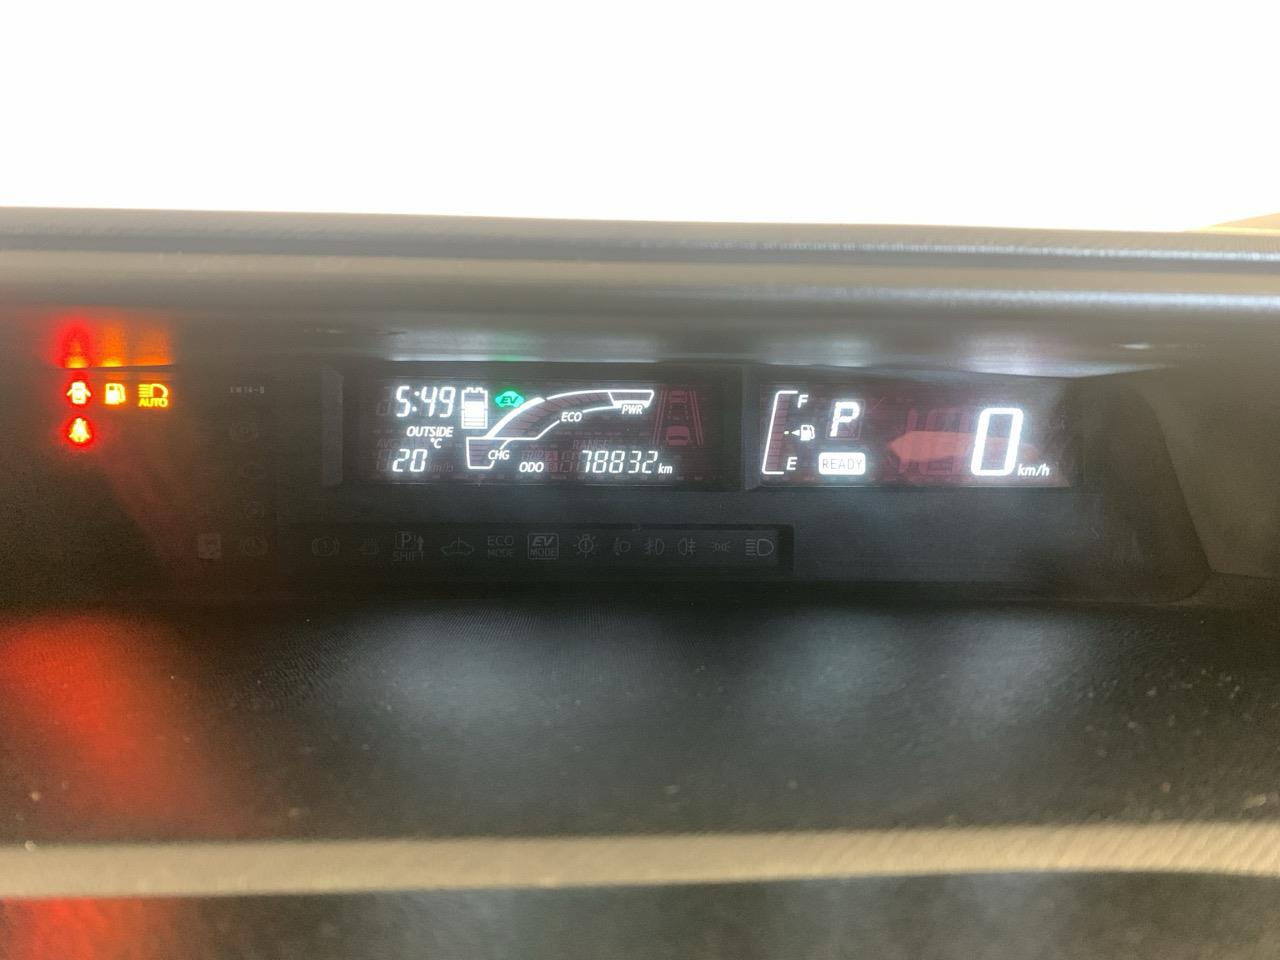 AUTO
5:49
EV
ECO
PWR
OUTSIDE
°C
20
CHG
ODO 78832 km
F
P
E
READY
0 km/h
P
SHIFT
ECO
MODE
EV
MODE